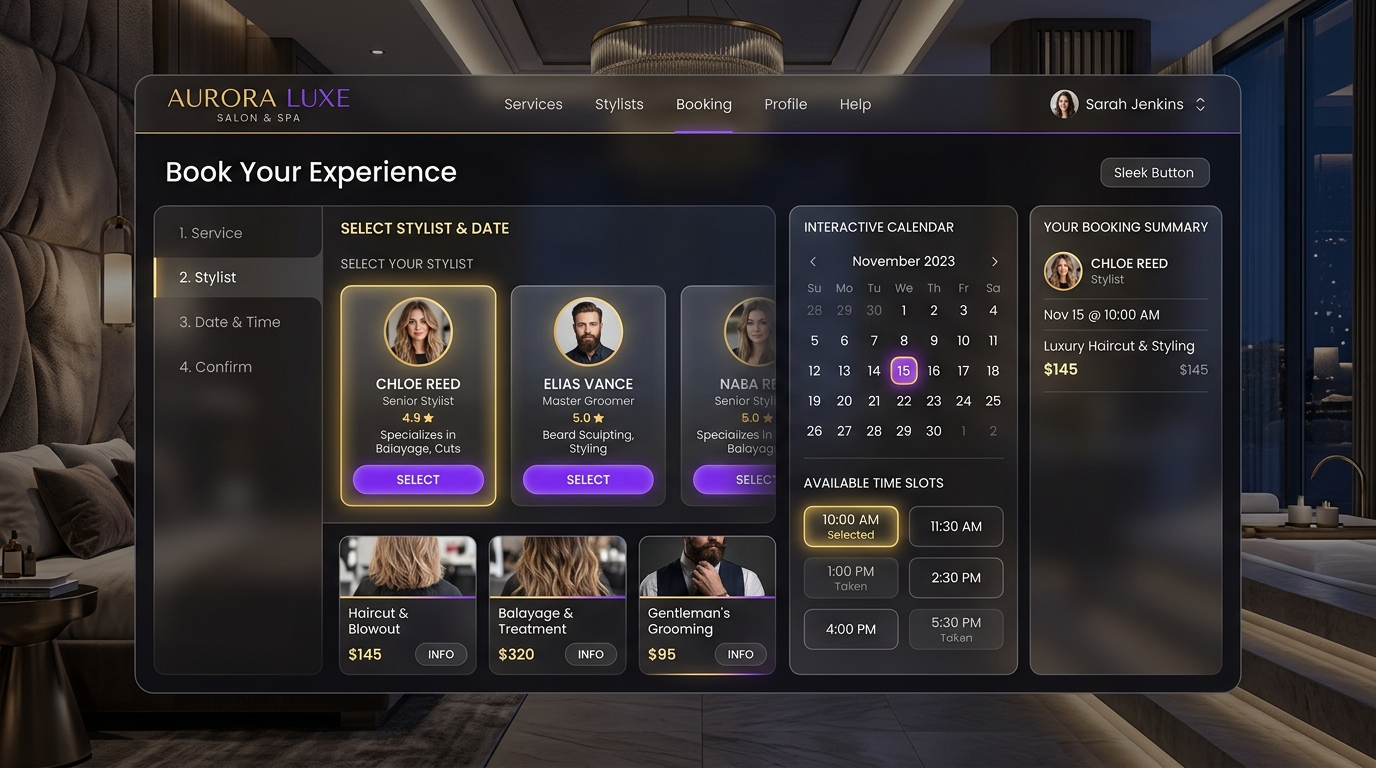 AURORA LUXE
SALON & SPA
Services
Stylists
Booking
Profile
Help
Sarah Jenkins
Book Your Experience
Sleek Button
1. Service
2. Stylist
3. Date & Time
4. Confirm
SELECT STYLIST & DATE
SELECT YOUR STYLIST
CHLOE REED
Senior Stylist
4.9 ★
Specializes in
Baiayage, Cuts
SELECT
ELIAS VANCE
Master Groomer
5.0 ★
Beard Sculpting,
Styling
SELECT
NABA RE
Senior Styli
5.0
Speciaiizes In
Balayag
SELECT
Haircut &
Blowout
$145
INFO
Balayage &
Treatment
$320
INFO
Gentleman's
Grooming
$95
INFO
INTERACTIVE CALENDAR
November 2023
Su Mo Tu We Th Fr Sa
28 29 30 1 2 3 4
5 6 7 8 9 10 11
12 13 14 15 16 17 18
19 20 21 22 23 24 25
26 27 28 29 30 1 2
AVAILABLE TIME SLOTS
10:00 AM
Selected
11:30 AM
1:00 PM
Taken
2:30 PM
4:00 PM
5:30 PM
Taken
YOUR BOOKING SUMMARY
CHLOE REED
Stylist
Nov 15 @ 10:00 AM
Luxury Haircut & Styling
$145 $145